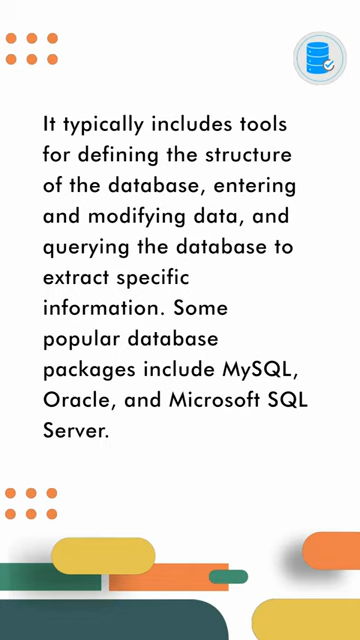 It typically includes tools
for defining the structure
of the database, entering
and modifying data, and
querying the database to
extract specific
information. Some
popular database
packages include MySQL,
Oracle, and Microsoft SQL
Server.